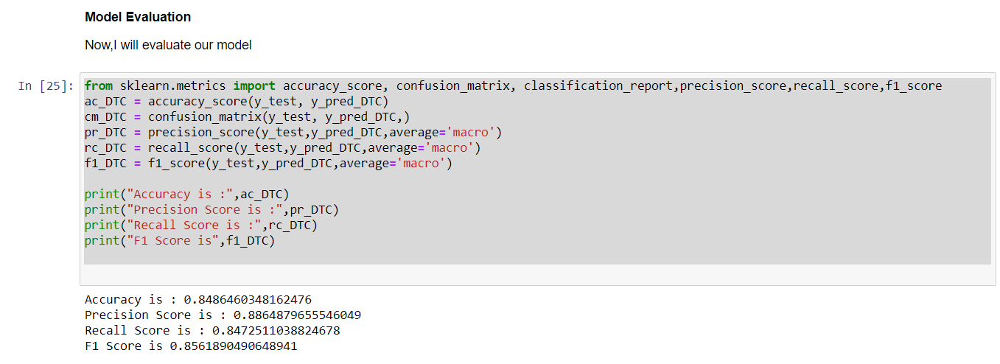 Model Evaluation
Now,I will evaluate our model
In [25]:
from sklearn.metrics import accuracy_score, confusion_matrix, classification_report,precision_score,recall_score,f1_score
ac_DTC = accuracy_score(y_test, y_pred_DTC)
cm_DTC = confusion_matrix(y_test, y_pred_DTC,)
pr_DTC = precision_score(y_test,y_pred_DTC,average='macro')
rc_DTC = recall_score(y_test,y_pred_DTC,average='macro')
f1_DTC = f1_score(y_test,y_pred_DTC,average='macro')
print("Accuracy is :",ac_DTC)
print("Precision Score is :",pr_DTC)
print("Recall Score is :",rc_DTC)
print("F1 Score is",f1_DTC)
Accuracy is : 0.8486460348162476
Precision Score is : 0.8864879655546049
Recall Score is : 0.8472511038824678
F1 Score is 0.8561890490648941